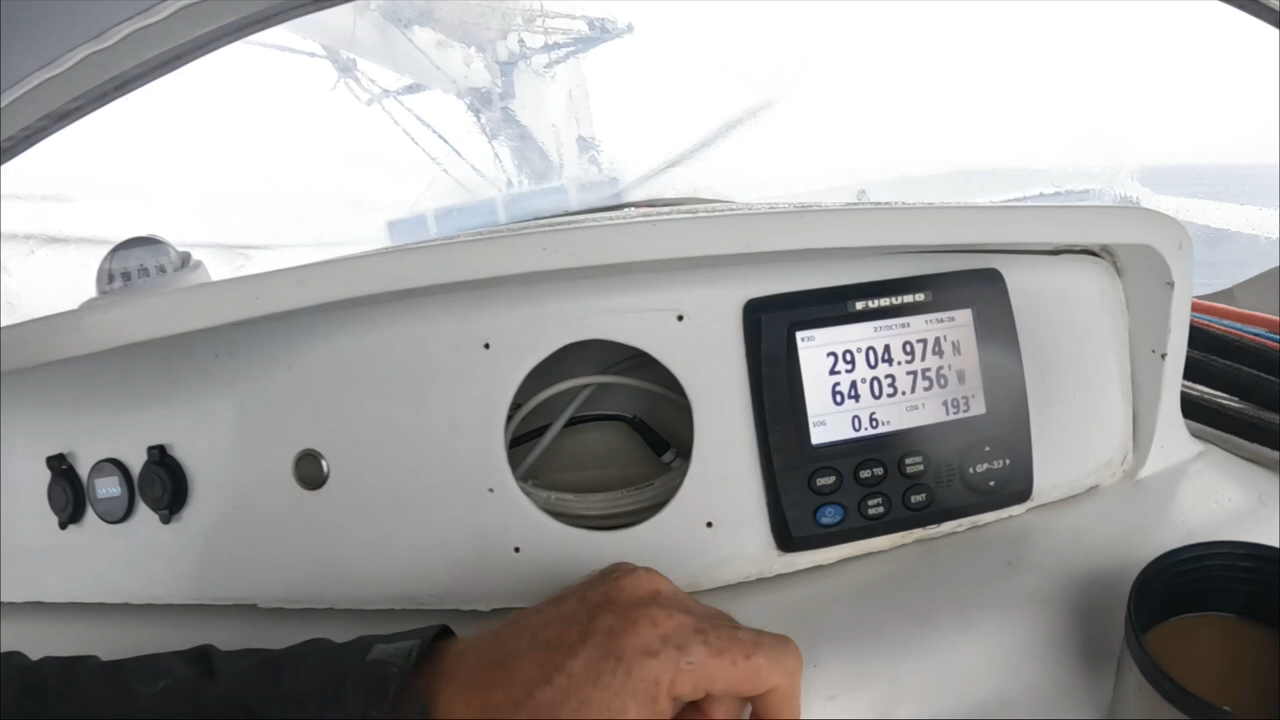 FURUNO
W3D 27/OCT/03 11:56:26
29°04.974' N
64°03.756' W
SOG 0.6 kn COG T 193°
DISP GO TO MENU ZOOM
WPT MOB ENT
GP-33